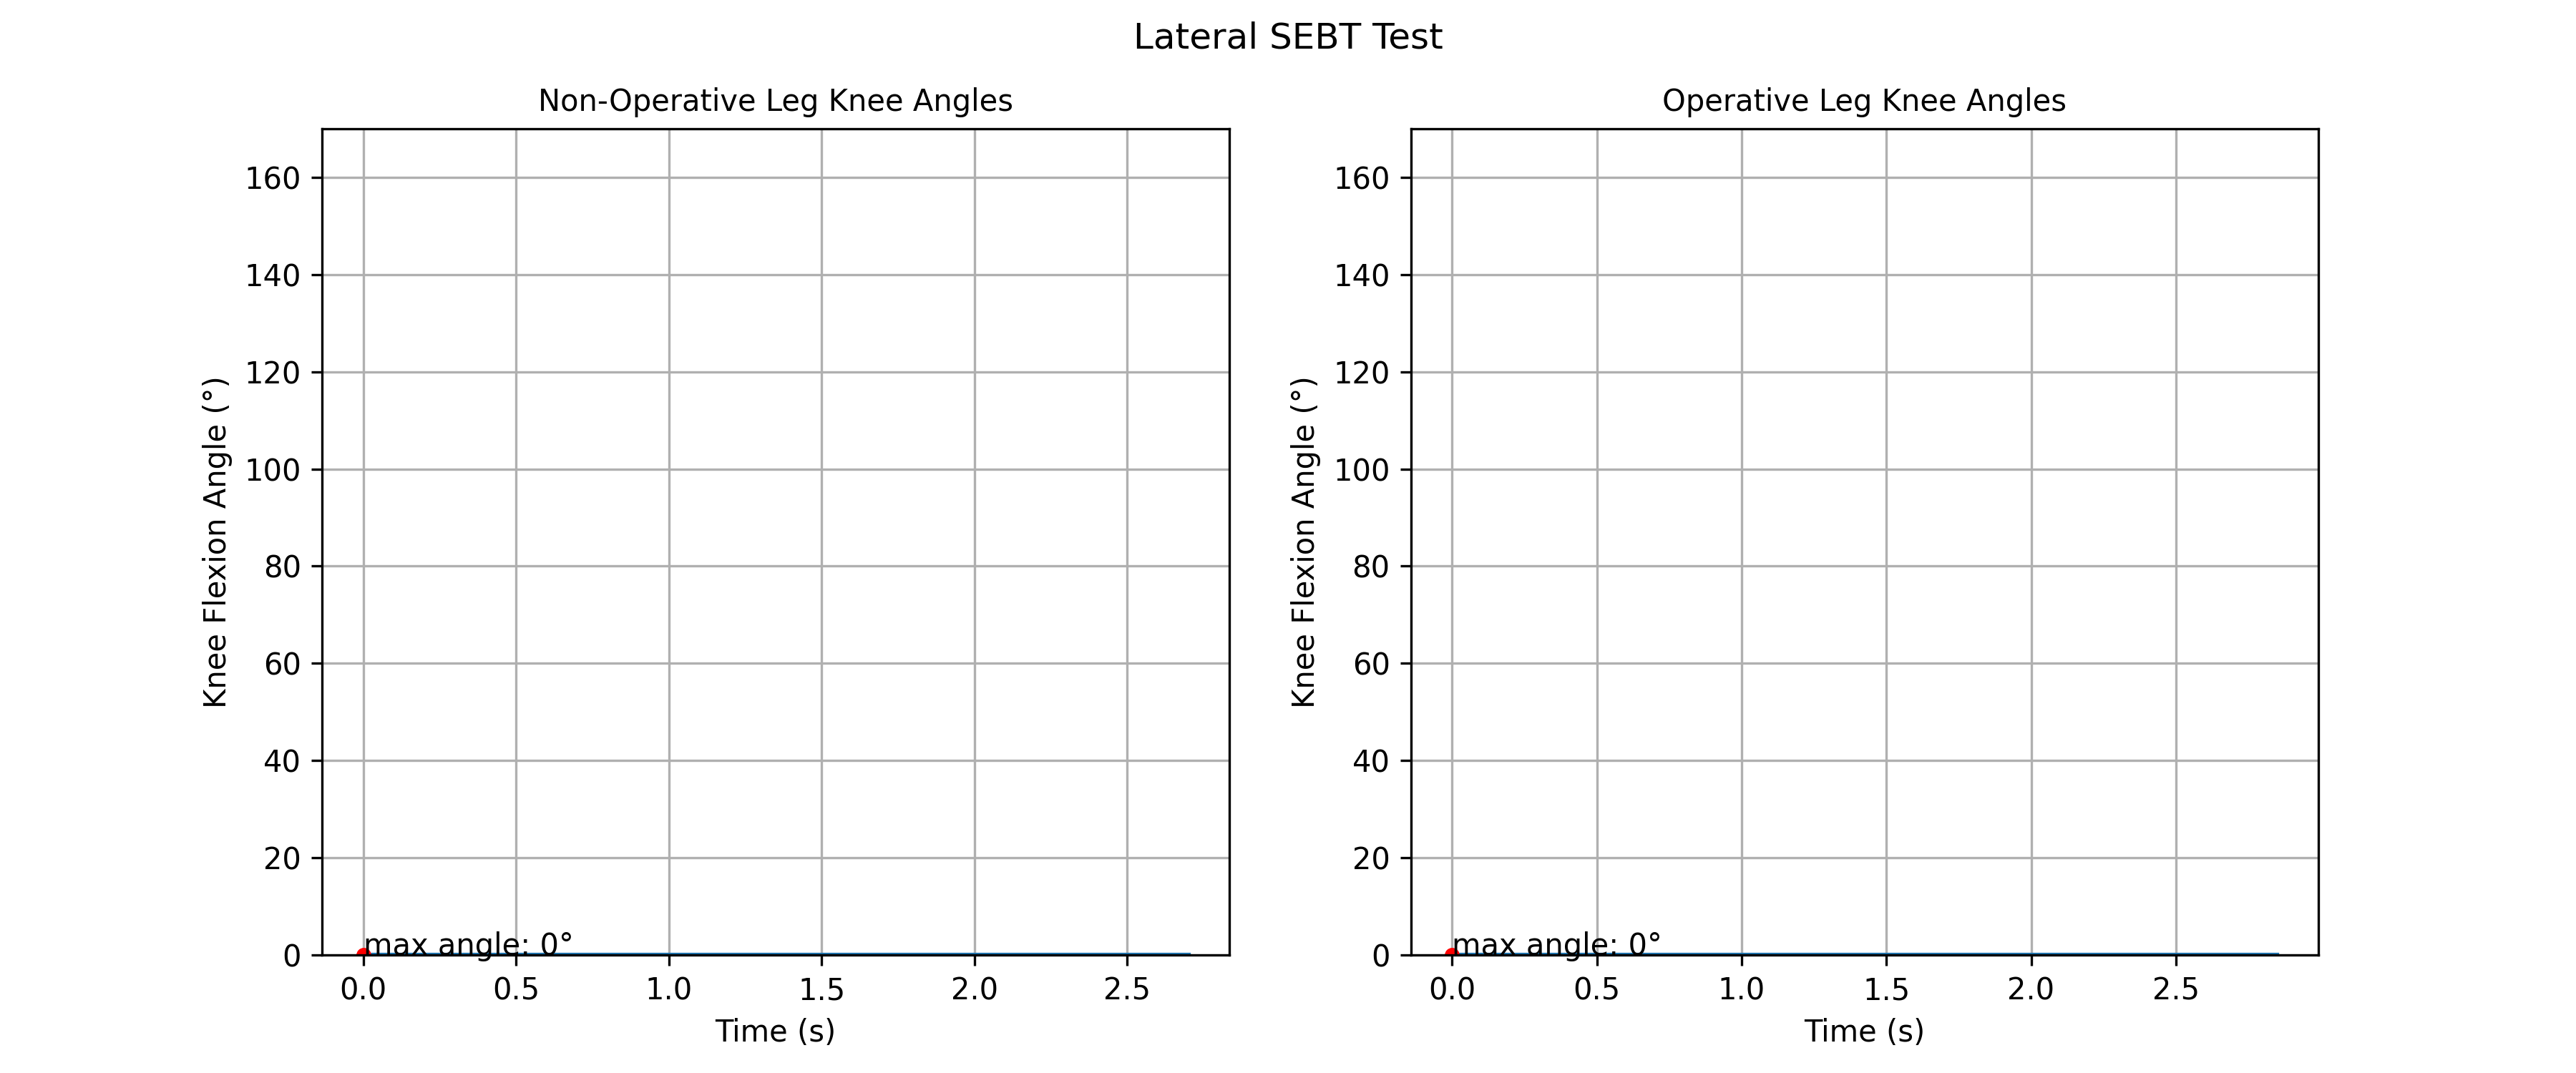 Lateral SEBT Test
Non-Operative Leg Knee Angles
Knee Flexion Angle (°)
160
140
120
100
80
60
40
20
0
max angle: 0°
0.0 0.5 1.0 1.5 2.0 2.5
Time (s)
Operative Leg Knee Angles
Knee Flexion Angle (°)
160
140
120
100
80
60
40
20
0
max angle: 0°
0.0 0.5 1.0 1.5 2.0 2.5
Time (s)